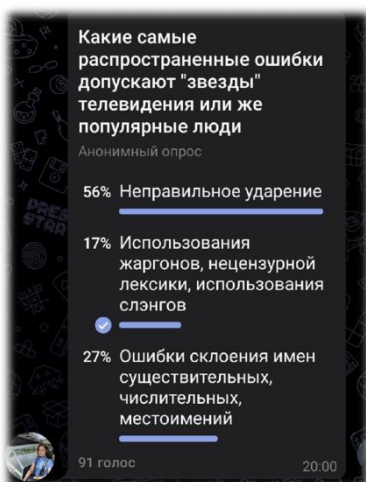 Какие самые
распространенные ошибки
допускают "звезды"
телевидения или же
популярные люди
Анонимный опрос
56% Неправильное ударение
17% Использования
жаргонов, нецензурной
лексики, использования
слэнгов
27% Ошибки склоения имен
существительных,
числительных,
местоимений
91 голос 20:00